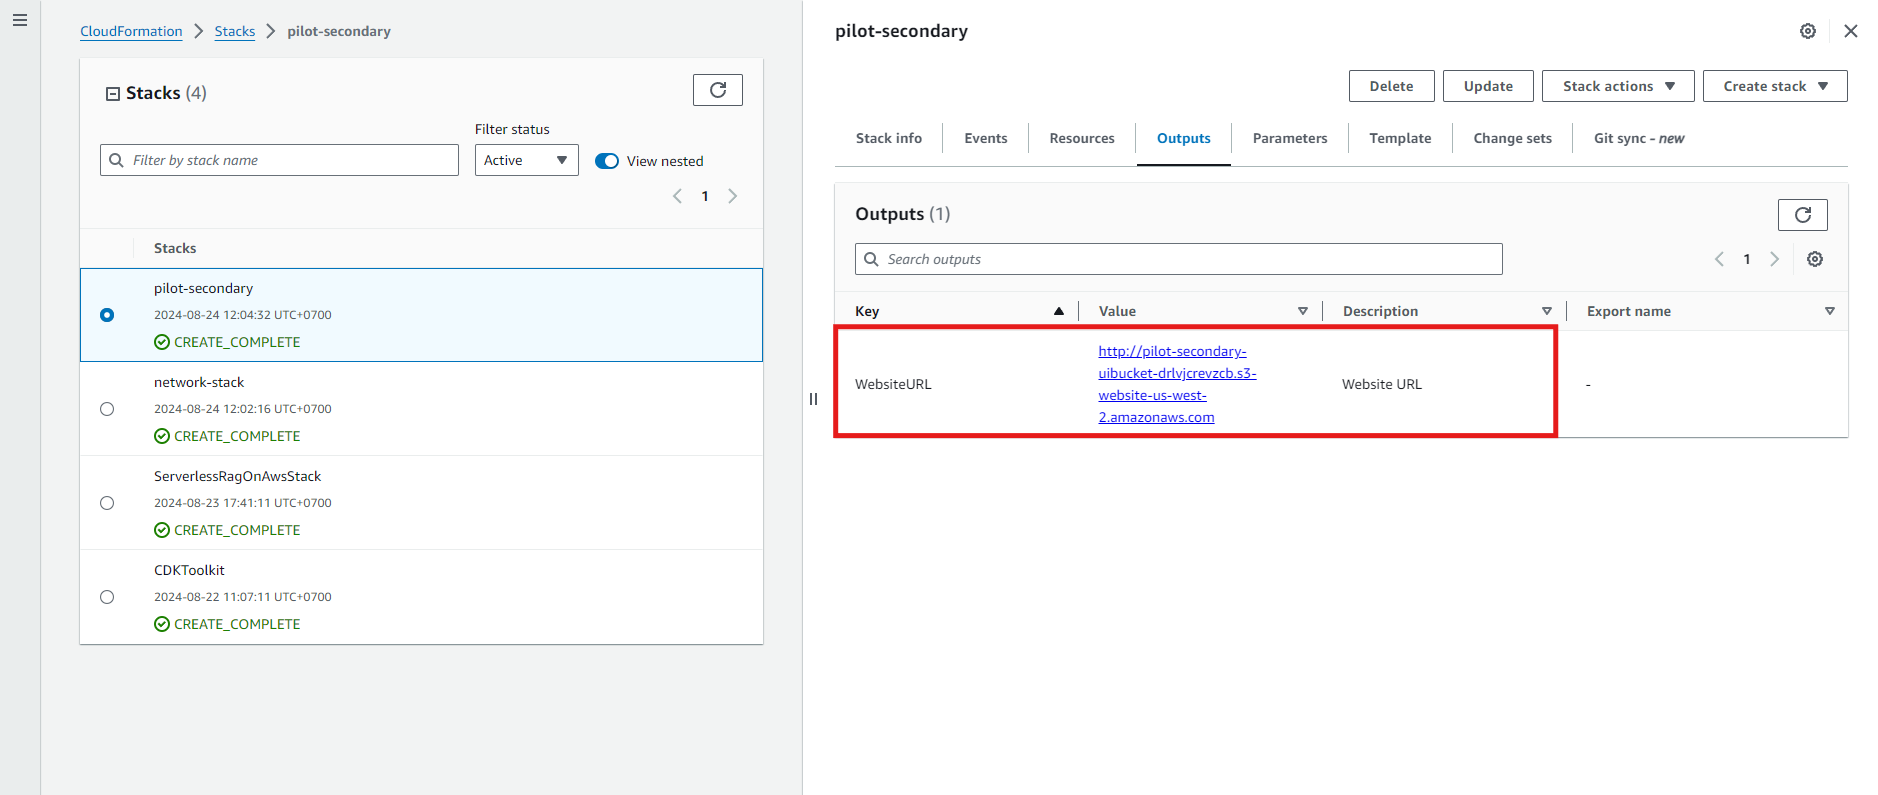 CloudFormation > Stacks > pilot-secondary
Stacks (4)
Filter status
Filter by stack name
Active
View nested
1
Stacks
pilot-secondary
2024-08-24 12:04:32 UTC+0700
CREATE_COMPLETE
network-stack
2024-08-24 12:02:16 UTC+0700
CREATE_COMPLETE
ServerlessRagOnAwsStack
2024-08-23 17:41:11 UTC+0700
CREATE_COMPLETE
CDKToolkit
2024-08-22 11:07:11 UTC+0700
CREATE_COMPLETE
pilot-secondary
Delete Update Stack actions Create stack
Stack info Events Resources Outputs Parameters Template Change sets Git sync - new
Outputs (1)
Search outputs
1
Key Value Description Export name
WebsiteURL
http://pilot-secondary-
uibucket-drlvjcrevzcb.s3-
website-us-west-
2.amazonaws.com
Website URL
-